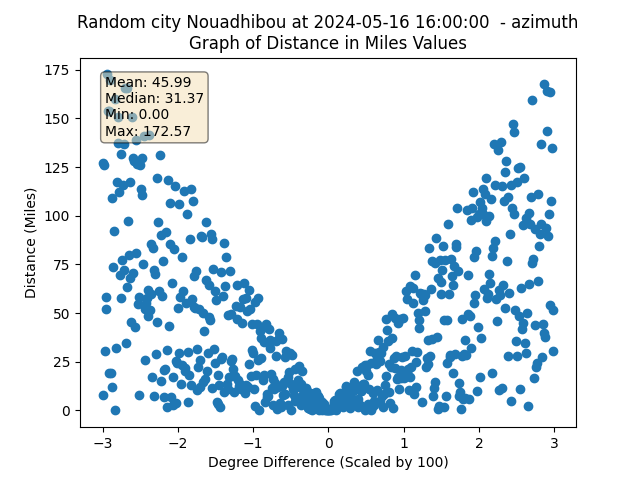 Random city Nouadhibou at 2024-05-16 16:00:00 - azimuth
Graph of Distance in Miles Values
Mean: 45.99
Median: 31.37
Min: 0.00
Max: 172.57
Distance (Miles)
175
150
125
100
75
50
25
0
−3
−2
−1
0
1
2
3
Degree Difference (Scaled by 100)